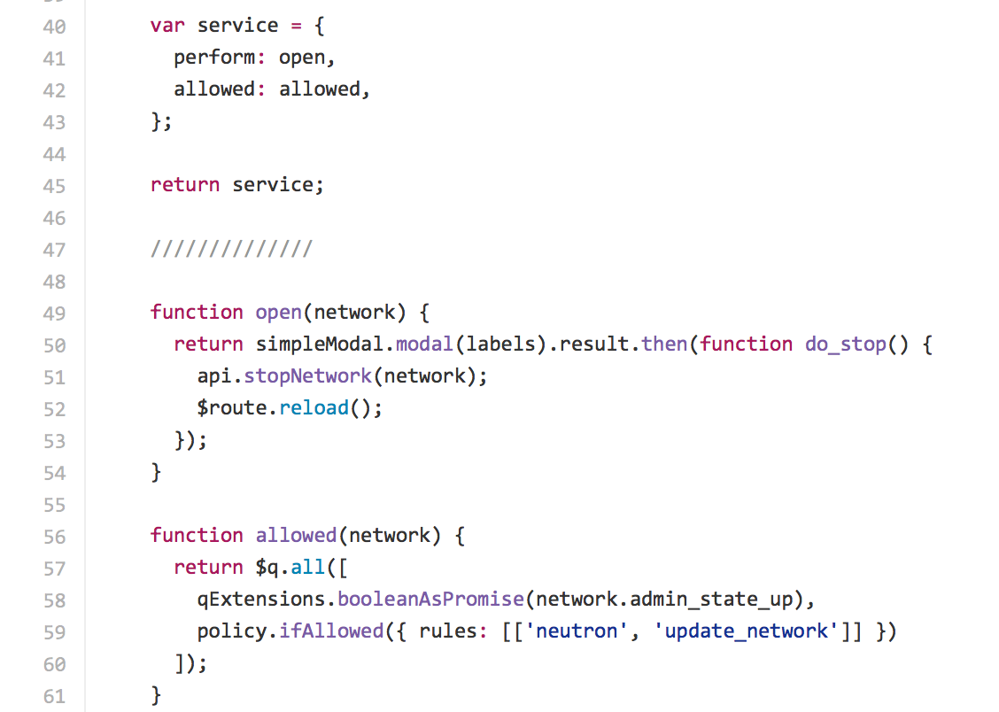 40 var service = {
41 perform: open,
42 allowed: allowed,
43 };
44
45 return service;
46
47 //////////////
48
49 function open(network) {
50 return simpleModal.modal(labels).result.then(function do_stop() {
51 api.stopNetwork(network);
52 $route.reload();
53 });
54 }
55
56 function allowed(network) {
57 return $q.all([
58 qExtensions.booleanAsPromise(network.admin_state_up),
59 policy.ifAllowed({ rules: [['neutron', 'update_network']] })
60 ]);
61 }